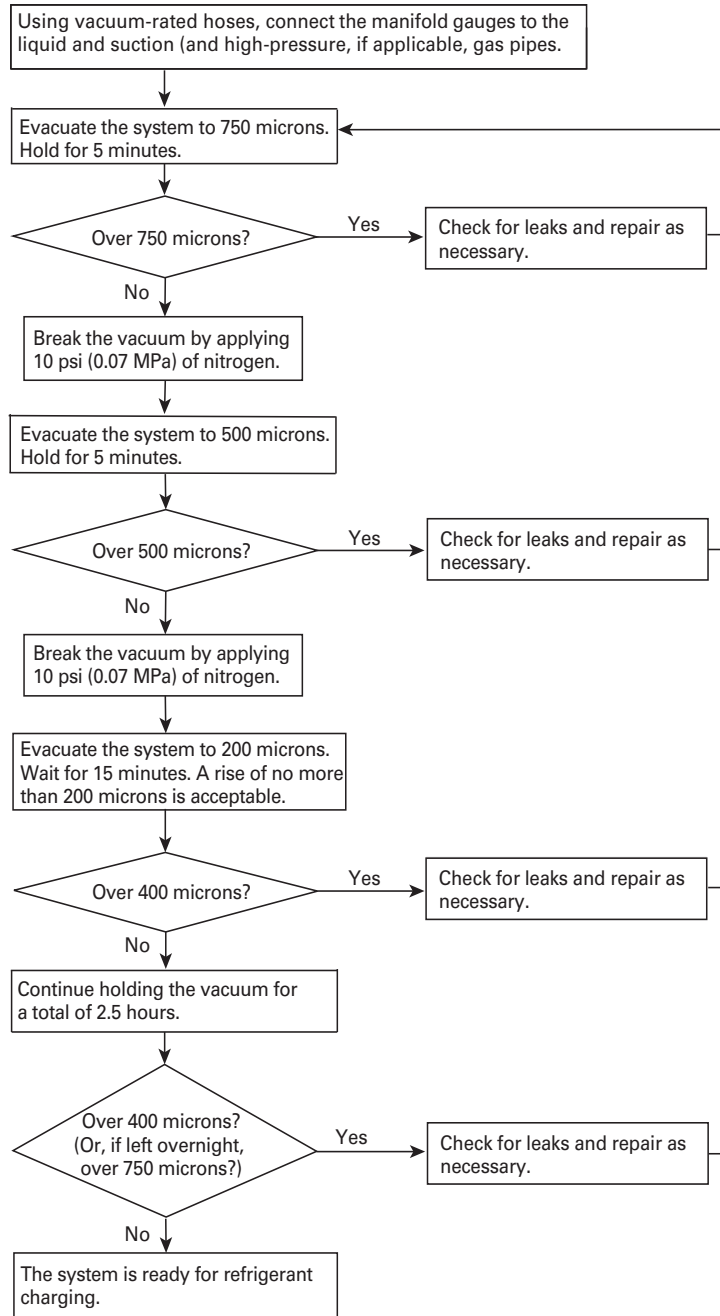 Using vacuum-rated hoses, connect the manifold gauges to the
liquid and suction (and high-pressure, if applicable, gas pipes.
Evacuate the system to 750 microns.
Hold for 5 minutes.
Over 750 microns?
Yes
Check for leaks and repair as
necessary.
No
Break the vacuum by applying
10 psi (0.07 MPa) of nitrogen.
Evacuate the system to 500 microns.
Hold for 5 minutes.
Over 500 microns?
Yes
Check for leaks and repair as
necessary.
No
Break the vacuum by applying
10 psi (0.07 MPa) of nitrogen.
Evacuate the system to 200 microns.
Wait for 15 minutes. A rise of no more
than 200 microns is acceptable.
Over 400 microns?
Yes
Check for leaks and repair as
necessary.
No
Continue holding the vacuum for
a total of 2.5 hours.
Over 400 microns?
(Or, if left overnight,
over 750 microns?)
Yes
Check for leaks and repair as
necessary.
No
The system is ready for refrigerant
charging.